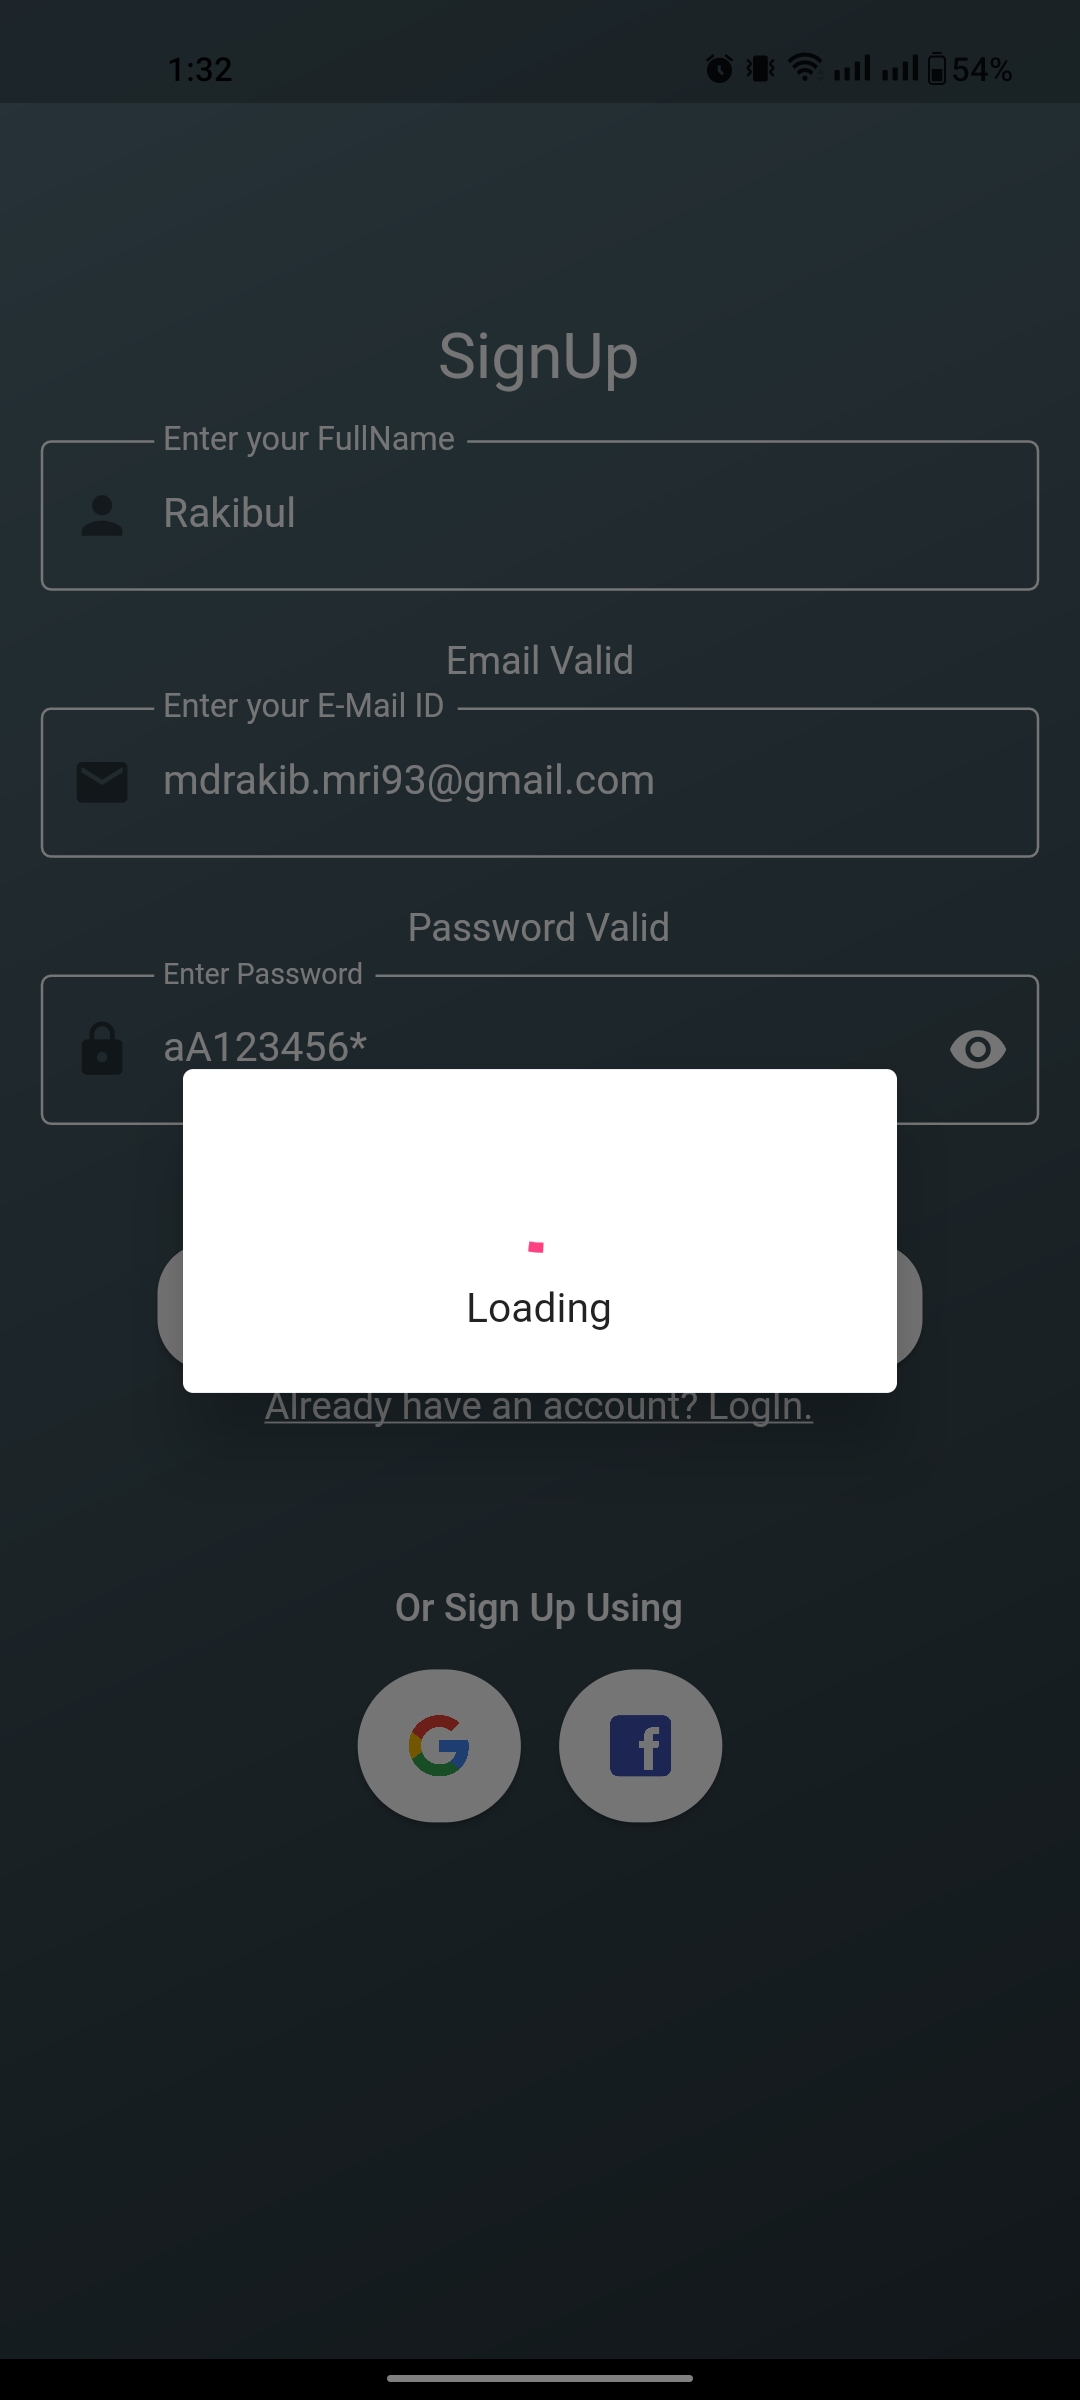 1:32 54%
SignUp
Enter your FullName
Rakibul
Email Valid
Enter your E-Mail ID
mdrakib.mri93@gmail.com
Password Valid
Enter Password
aA123456*
Loading
Already have an account? LogIn.
Or Sign Up Using